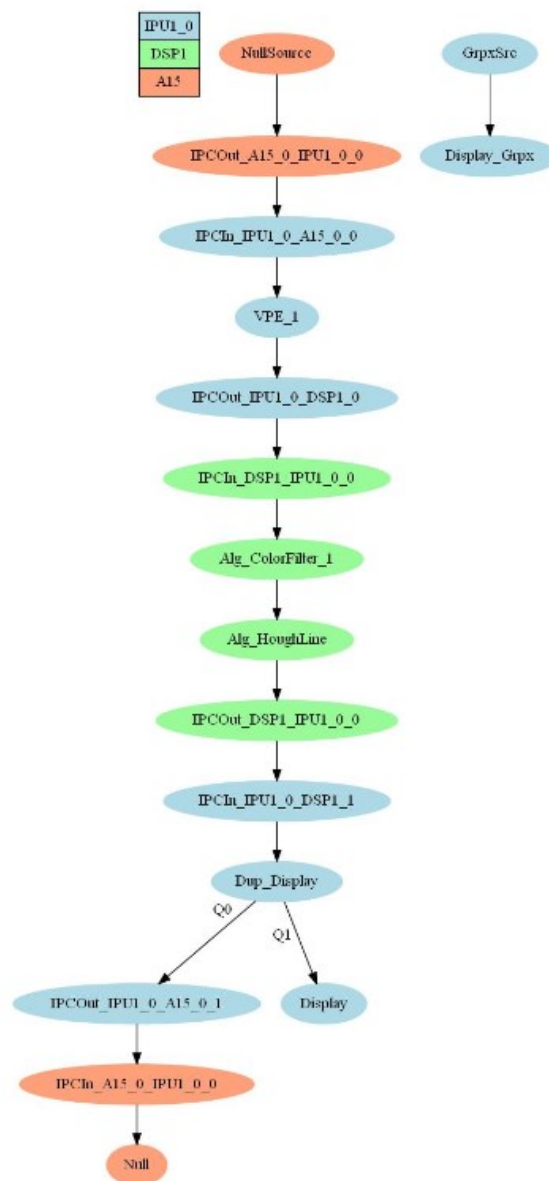 IPU1_0
DSP1
A15
NullSource
GrpxSrc
IPCOut_A15_0_IPU1_0_0
Display_Grpx
IPCIn_IPU1_0_A15_0_0
VPE_1
IPCOut_IPU1_0_DSP1_0
IPCIn_DSP1_IPU1_0_0
Alg_ColorFilter_1
Alg_HoughLine
IPCOut_DSP1_IPU1_0_0
IPCIn_IPU1_0_DSP1_1
Dup_Display
Q0
Q1
IPCOut_IPU1_0_A15_0_1
Display
IPCIn_A15_0_IPU1_0_0
Null